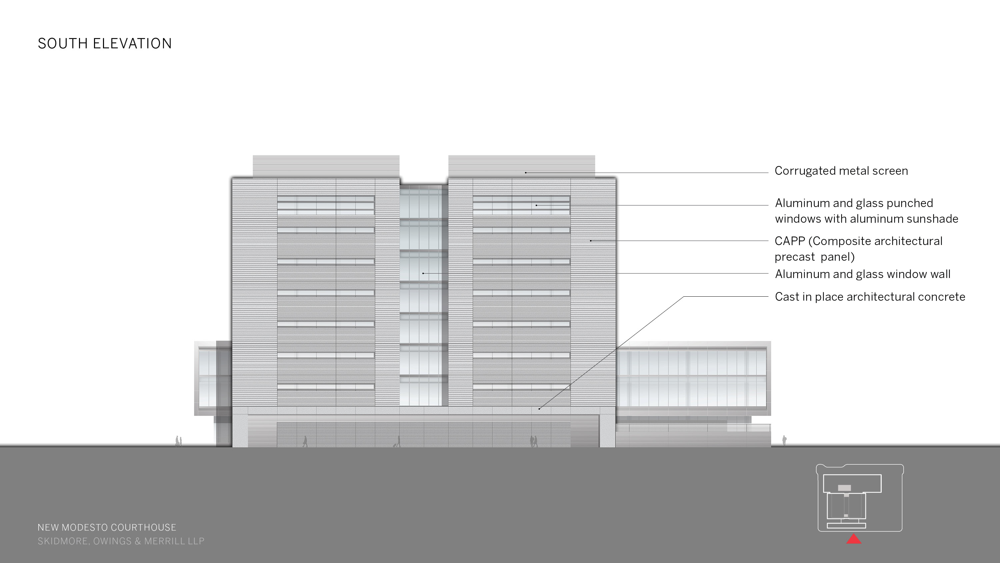 SOUTH ELEVATION
Corrugated metal screen
Aluminum and glass punched
windows with aluminum sunshade
CAPP (Composite architectural
precast  panel)
Aluminum and glass window wall
Cast in place architectural concrete
NEW MODESTO COURTHOUSE
SKIDMORE, OWINGS & MERRILL LLP